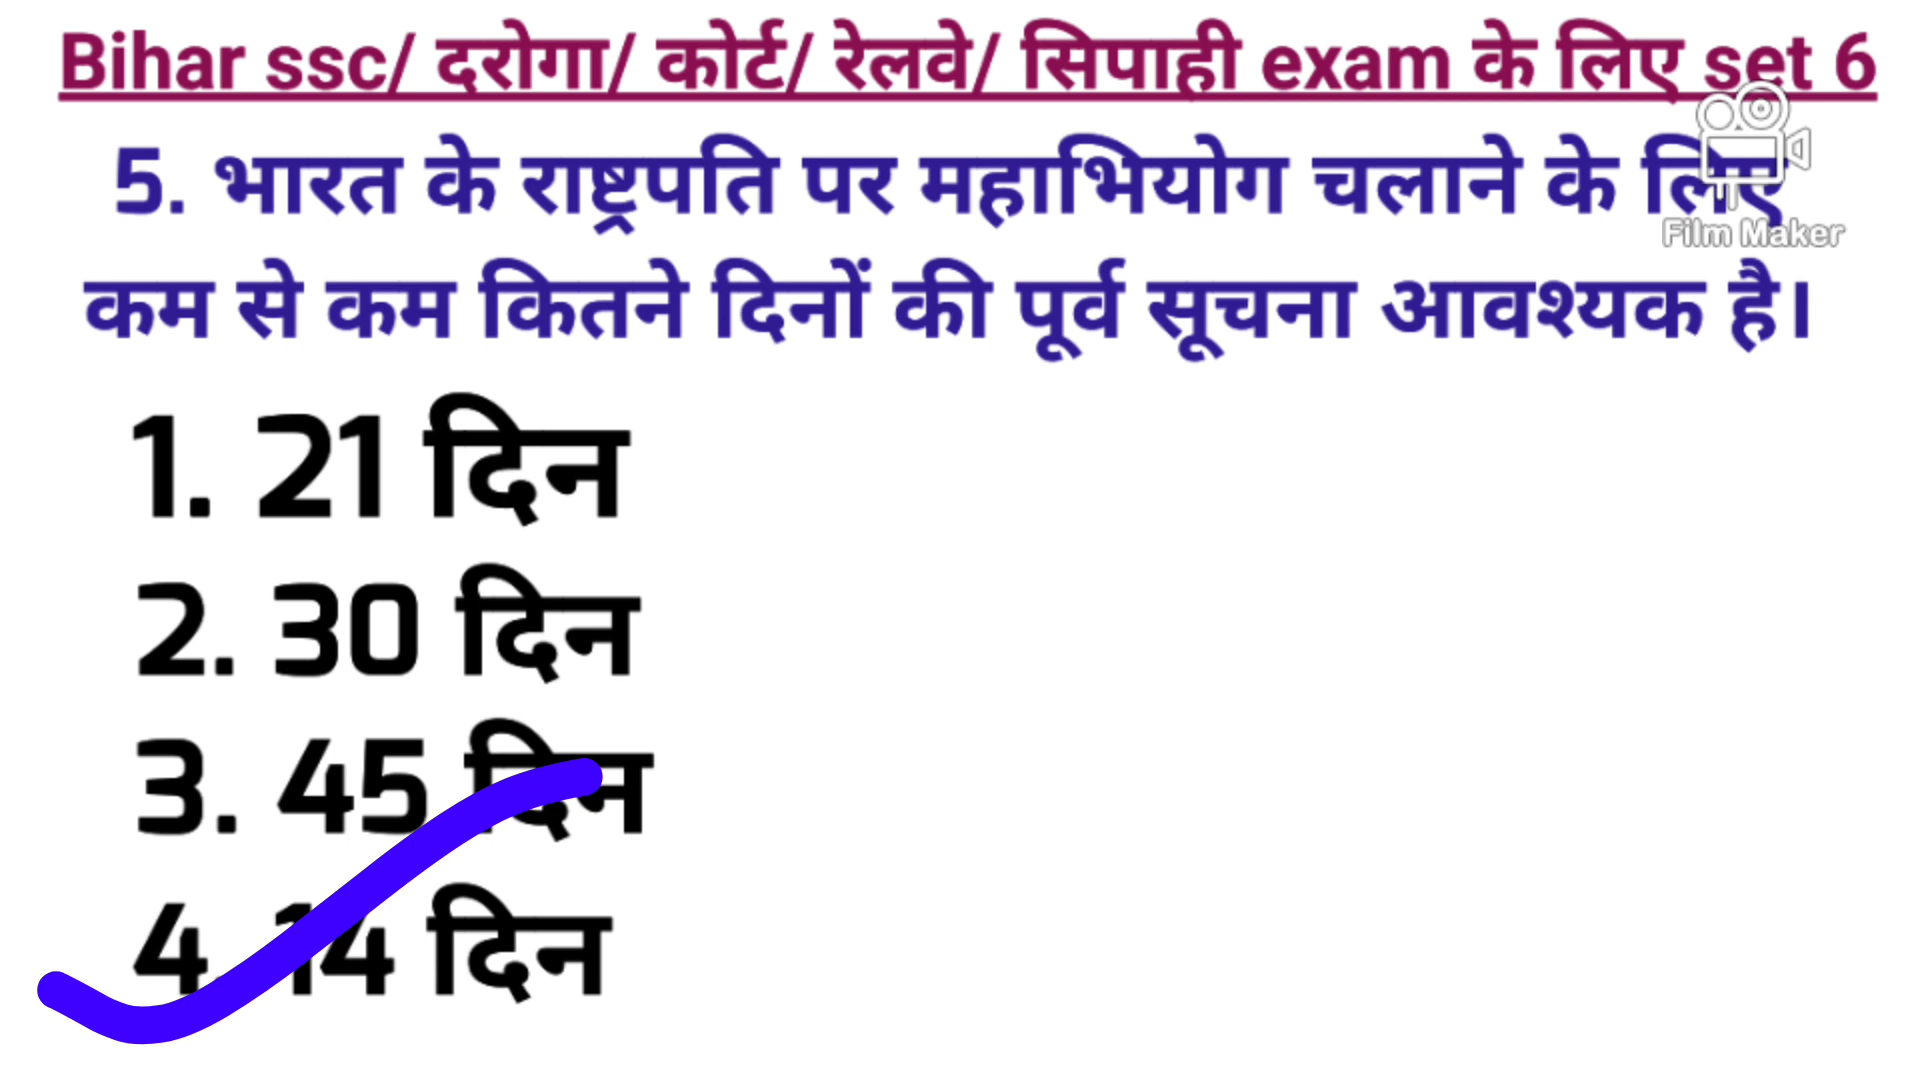 Bihar ssc/ दरोगा/ कोर्ट/ रेलवे/ सिपाही exam के लिए set 6
5. भारत के राष्ट्रपति पर महाभियोग चलाने के लिए
Film Maker
कम से कम कितने दिनों की पूर्व सूचना आवश्यक है।
1. 21 दिन
2. 30 दिन
3. 45 दिन
4. 14 दिन